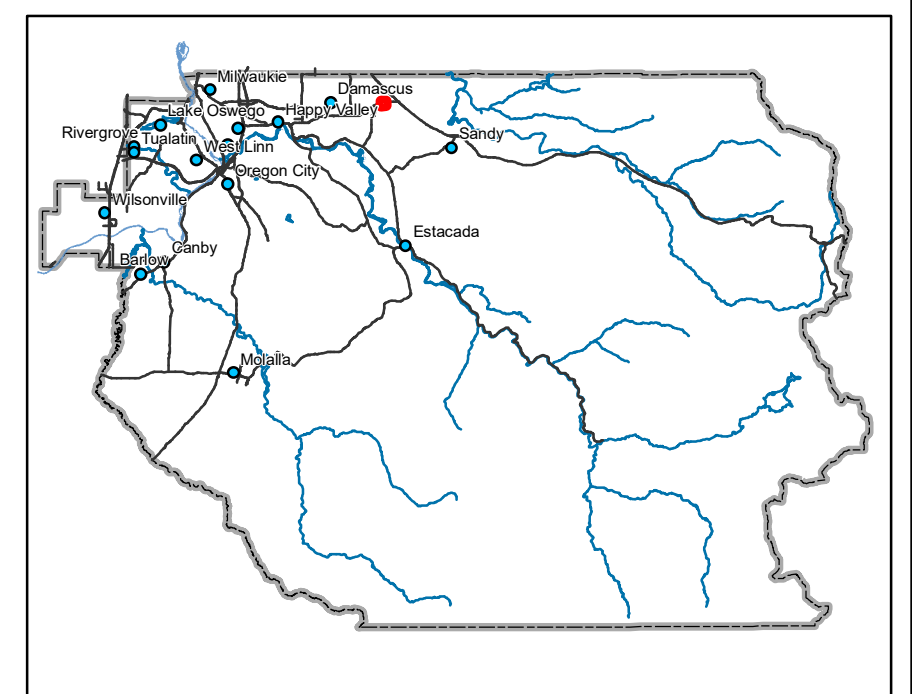 Milwaukie
Damascus
Lake Oswego
Happy Valley
Rivergrove
Tualatin
West Linn
Sandy
Oregon City
Wilsonville
Estacada
Canby
Barlow
Molalla